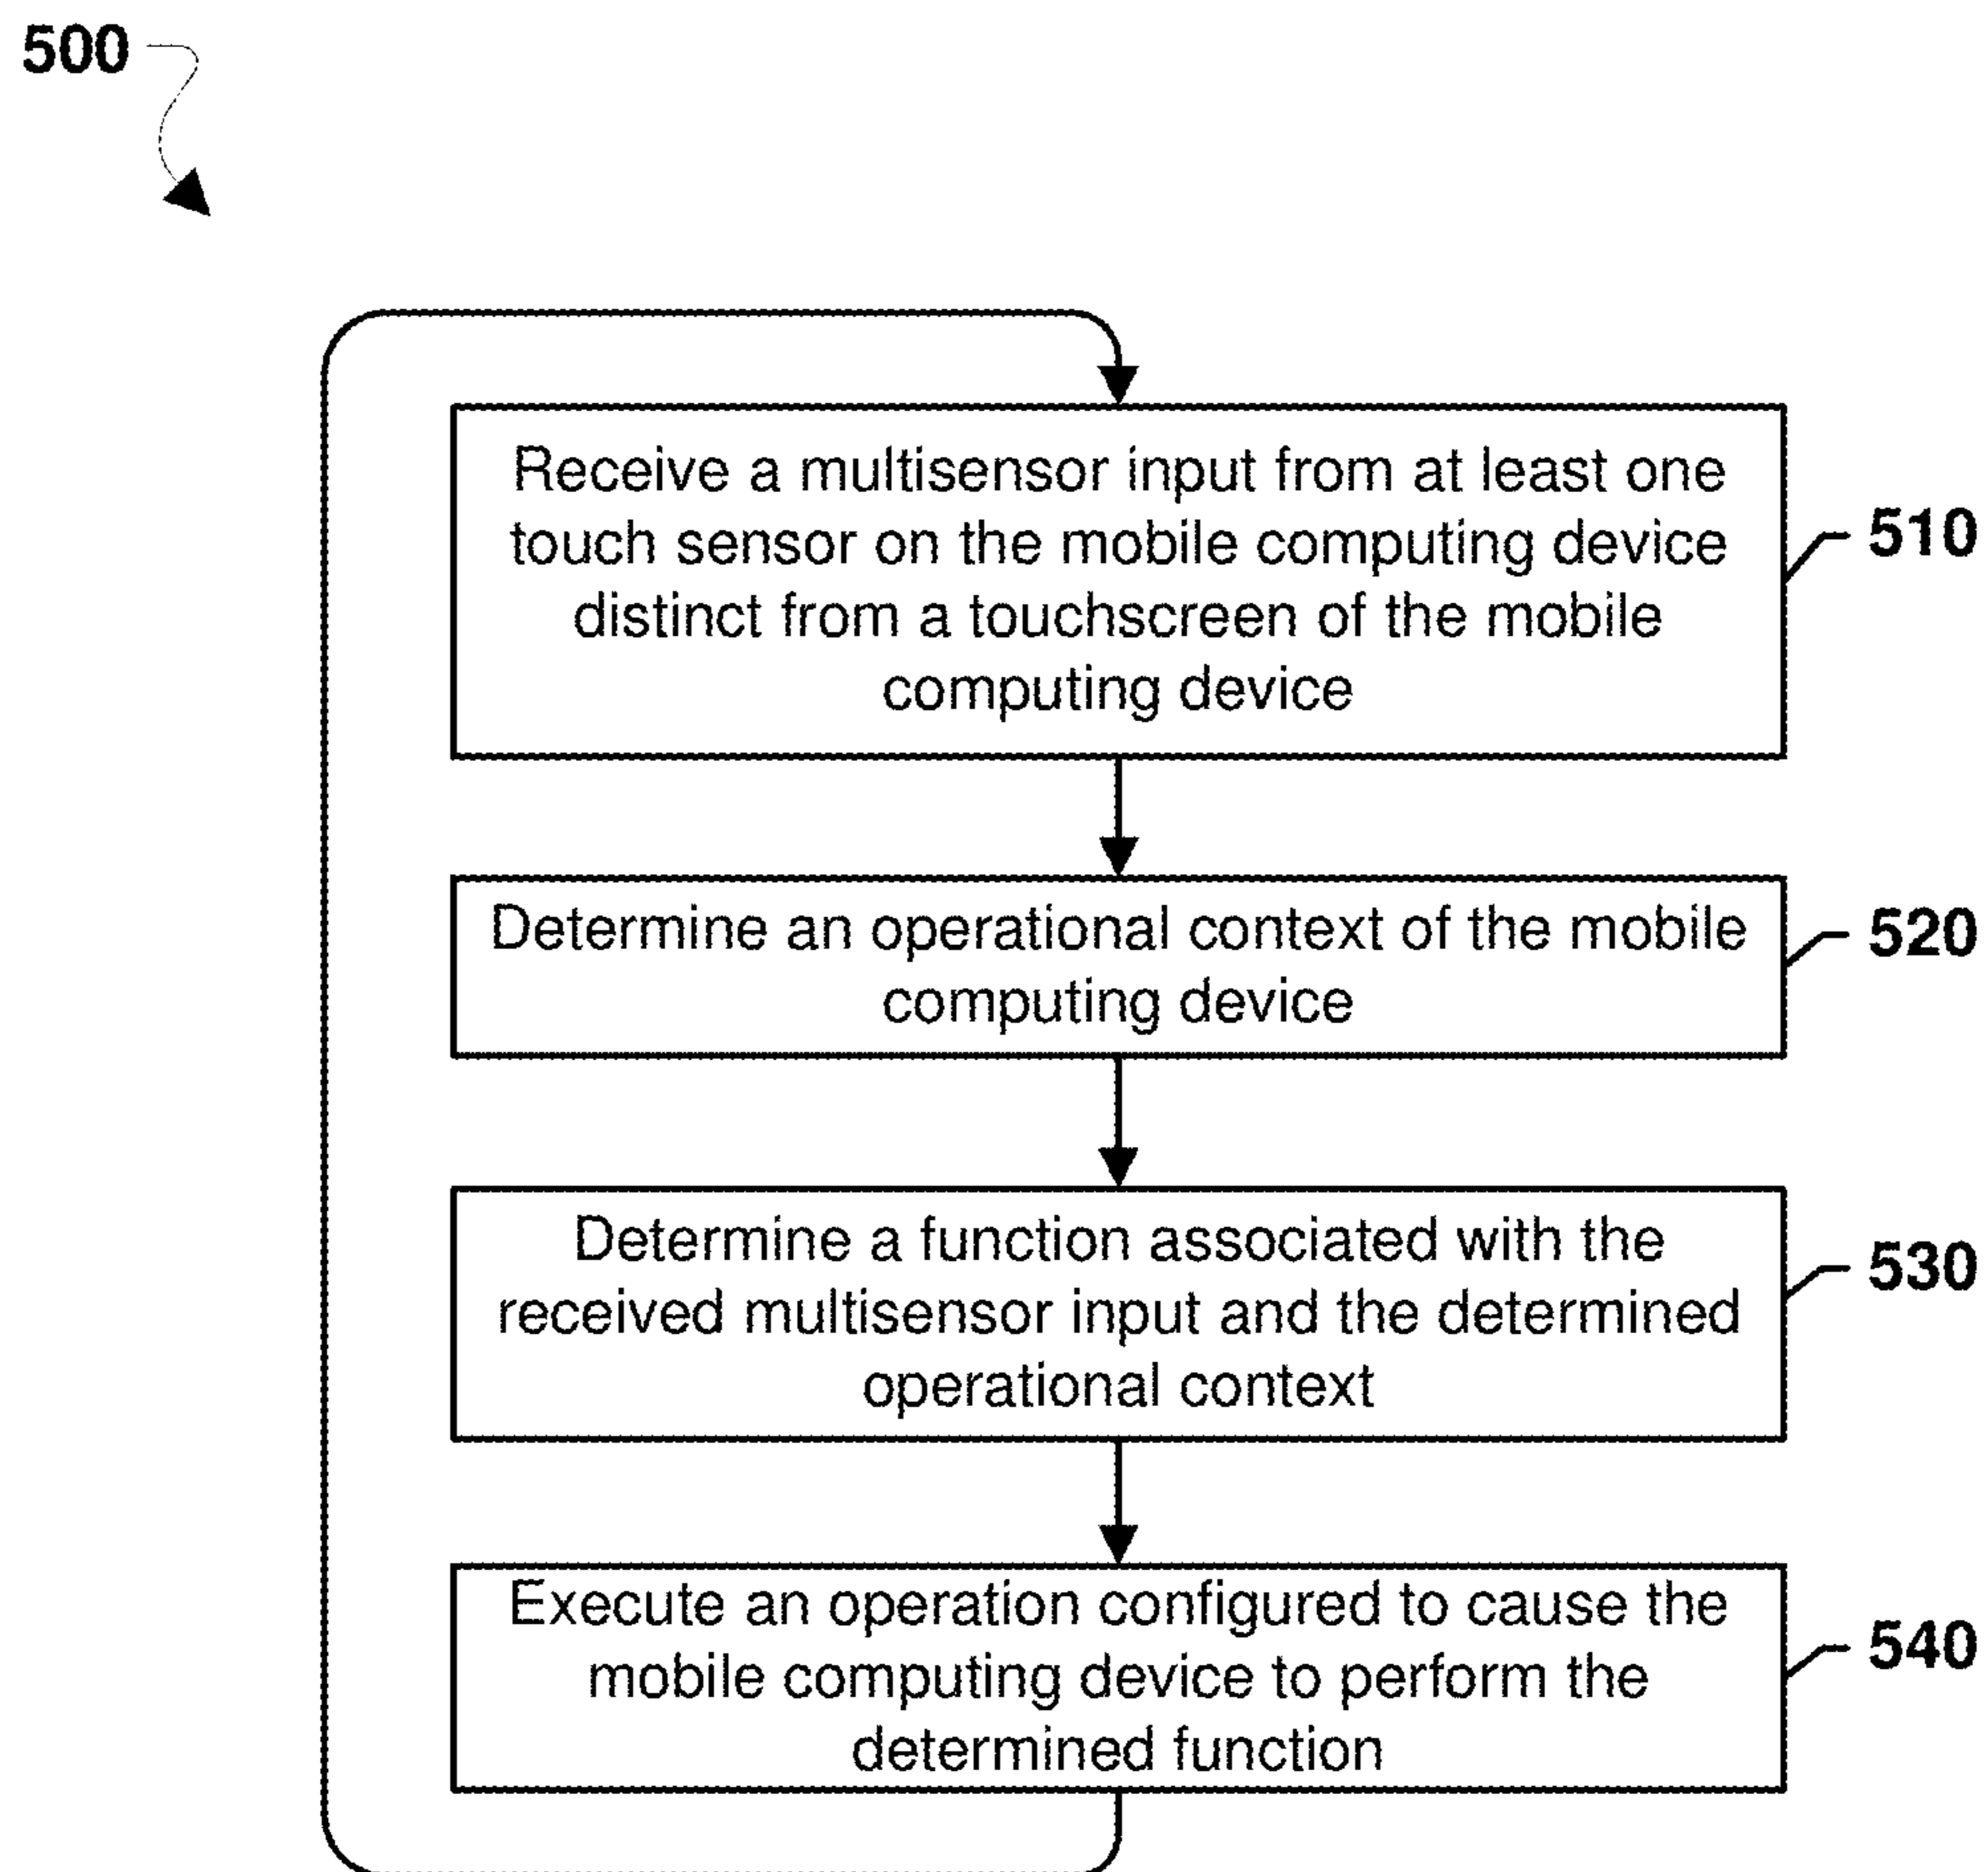 500
Receive a multisensor input from at least one
touch sensor on the mobile computing device
distinct from a touchscreen of the mobile
computing device
510
Determine an operational context of the mobile
computing device
520
Determine a function associated with the
received multisensor input and the determined
operational context
530
Execute an operation configured to cause the
mobile computing device to perform the
determined function
540